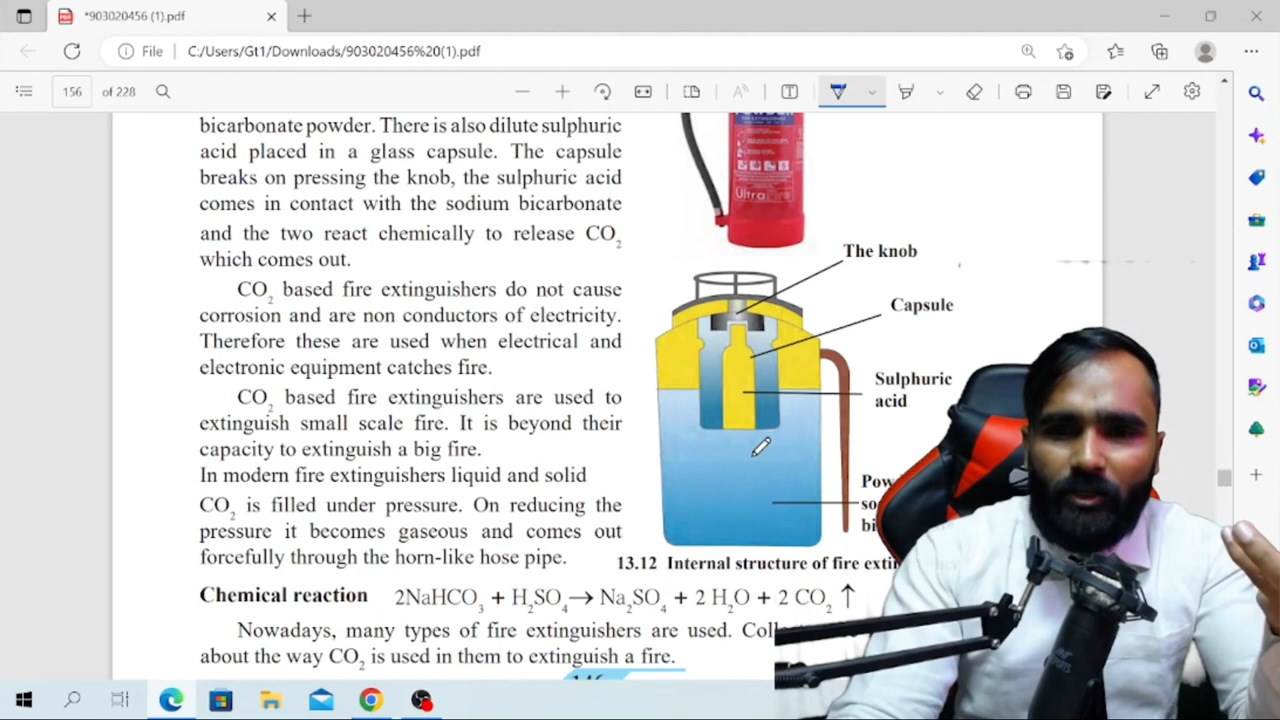 *903020456 (1).pdf
File
C:/Users/Gt1/Downloads/903020456%20(1).pdf
156 of 228
bicarbonate powder. There is also dilute sulphuric
acid placed in a glass capsule. The capsule
breaks on pressing the knob, the sulphuric acid
comes in contact with the sodium bicarbonate
and the two react chemically to release CO₂
which comes out.
CO₂ based fire extinguishers do not cause
corrosion and are non conductors of electricity.
Therefore these are used when electrical and
electronic equipment catches fire.
CO₂ based fire extinguishers are used to
extinguish small scale fire. It is beyond their
capacity to extinguish a big fire.
In modern fire extinguishers liquid and solid
CO₂ is filled under pressure. On reducing the
pressure it becomes gaseous and comes out
forcefully through the horn-like hose pipe.
POWDER
UltraFire
The knob
Capsule
Sulphuric
acid
Pow
so
bi
13.12 Internal structure of fire exti
Chemical reaction 2NaHCO₃ + H₂SO₄ → Na₂SO₄ + 2 H₂O + 2 CO₂ ↑
Nowadays, many types of fire extinguishers are used. Coll
about the way CO₂ is used in them to extinguish a fire.
146